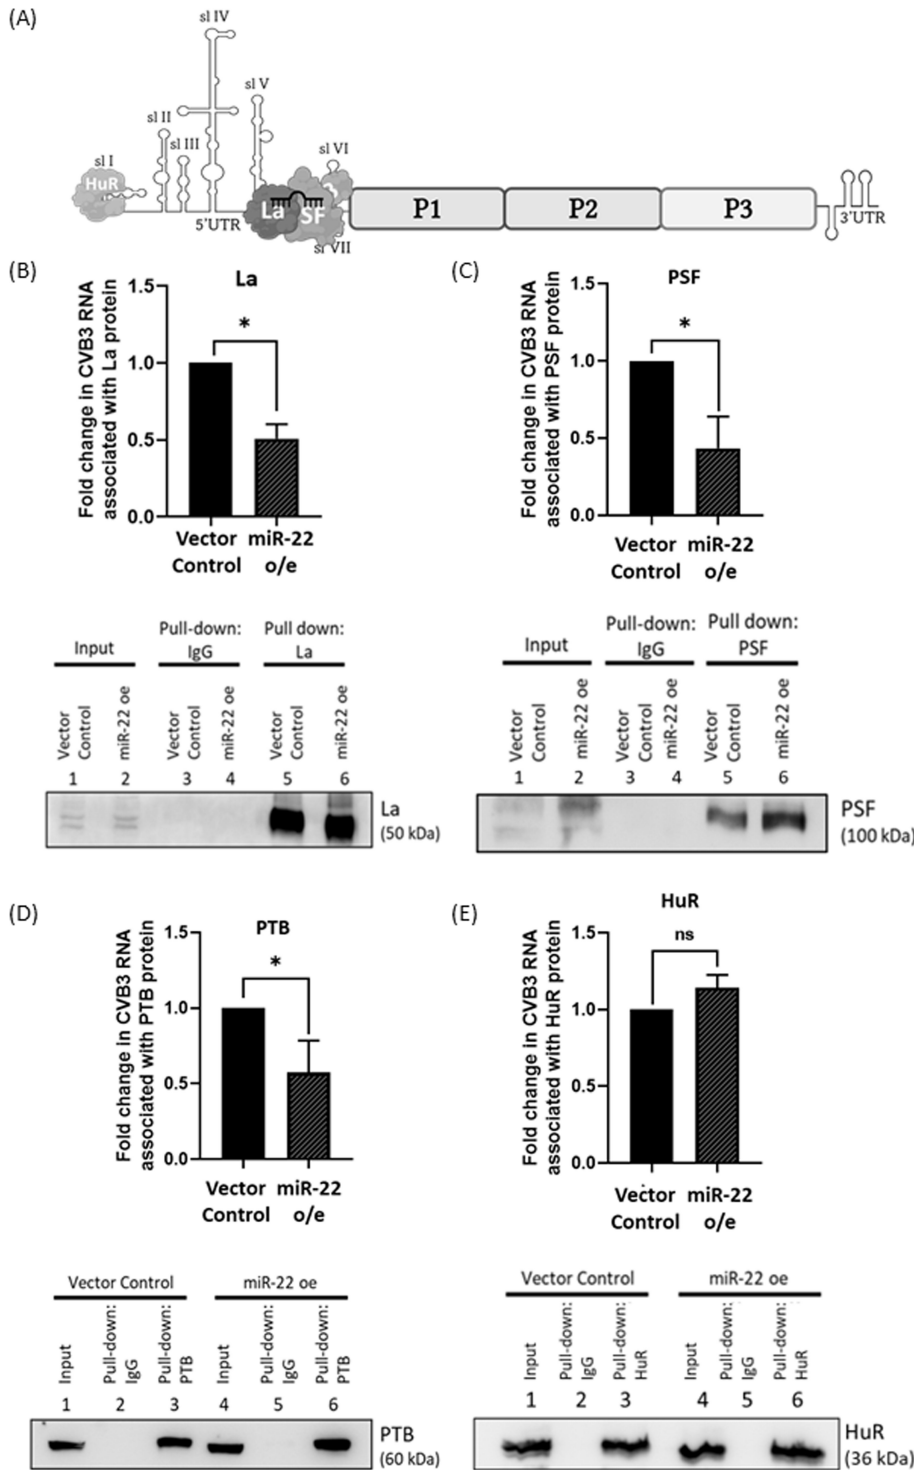 (A)
sl IV
sl V
sl II
sl III
sl VI
sl I
HuR
La
SF
5'UTR
sl VII
P1
P2
P3
3'UTR
(B)
La
Fold change in CVB3 RNA
associated with La protein
1.5
1.0
0.5
0.0
*
Vector
Control
miR-22
o/e
Input
Pull-down:
IgG
Pull down:
La
Vector
Control
miR-22 oe
Vector
Control
miR-22 oe
Vector
Control
miR-22 oe
1 2 3 4 5 6
La
(50 kDa)
(C)
PSF
Fold change in CVB3 RNA
associated with PSF protein
1.5
1.0
0.5
0.0
*
Vector
Control
miR-22
o/e
Input
Pull-down:
IgG
Pull down:
PSF
Vector
Control
miR-22 oe
Vector
Control
miR-22 oe
Vector
Control
miR-22 oe
1 2 3 4 5 6
PSF
(100 kDa)
(D)
PTB
Fold change in CVB3 RNA
associated with PTB protein
1.5
1.0
0.5
0.0
*
Vector
Control
miR-22
o/e
Vector Control
miR-22 oe
Input
Pull-down:
IgG
Pull-down:
PTB
Input
Pull-down:
IgG
Pull-down:
PTB
1 2 3 4 5 6
PTB
(60 kDa)
(E)
HuR
Fold change in CVB3 RNA
associated with HuR protein
1.5
1.0
0.5
0.0
ns
Vector
Control
miR-22
o/e
Vector Control
miR-22 oe
Input
Pull-down:
IgG
Pull-down:
HuR
Input
Pull-down:
IgG
Pull-down:
HuR
1 2 3 4 5 6
HuR
(36 kDa)